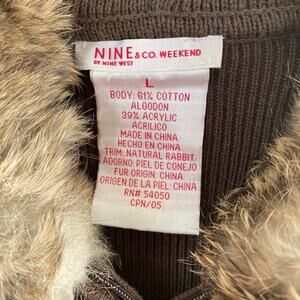 NINE & CO. WEEKEND
BY NINE WEST
L
BODY: 61% COTTON
ALGODON
39% ACRYLIC
ACRILICO
MADE IN CHINA
HECHO EN CHINA
TRIM: NATURAL RABBIT
ADORNO: PIEL DE CONEJO
FUR ORIGIN: CHINA
ORIGEN DE LA PIEL: CHINA
RN# 54050
CPN/05